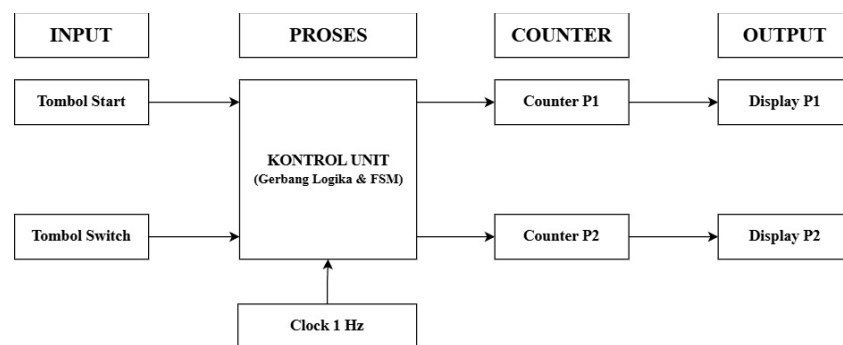 INPUT
PROSES
COUNTER
OUTPUT
Tombol Start
Counter P1
Display P1
KONTROL UNIT
(Gerbang Logika & FSM)
Tombol Switch
Counter P2
Display P2
Clock 1 Hz